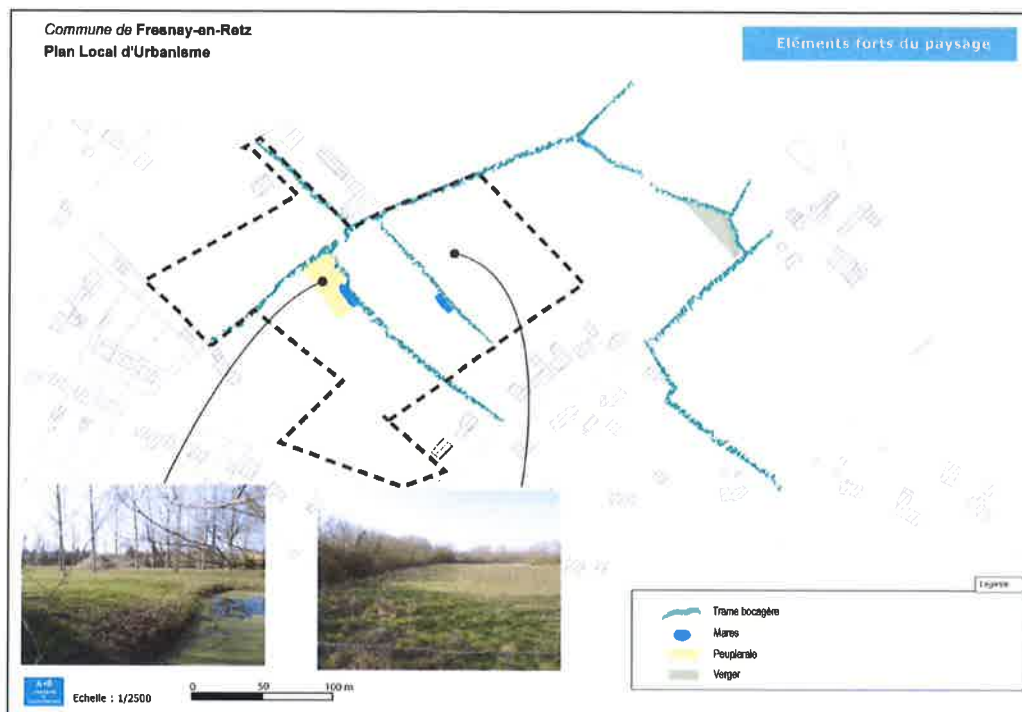 Commune de Fresnay-en-Retz
Plan Local d'Urbanisme
Eléments forts du paysage
Légende
Trame bocagère
Mares
Peupleraie
Verger
Echelle : 1/2500
0 50 100 m